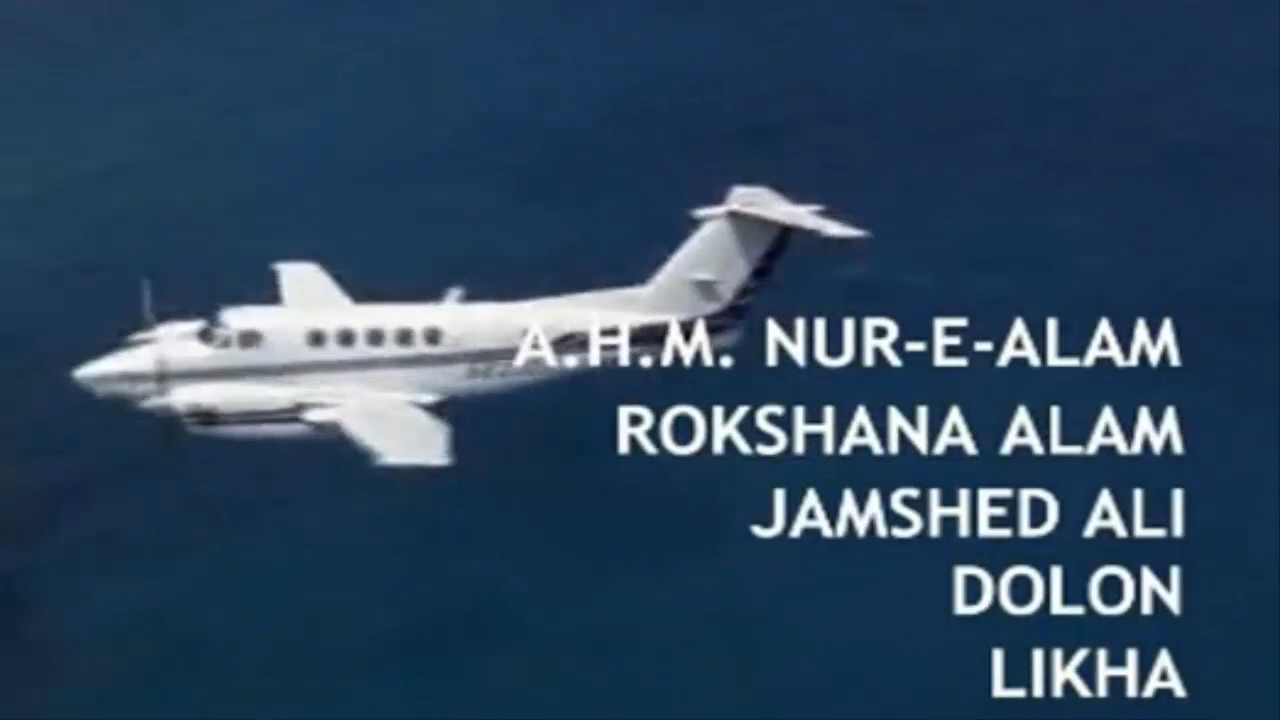 A.H.M. NUR-E-ALAM
ROKSHANA ALAM
JAMSHED ALI
DOLON
LIKHA